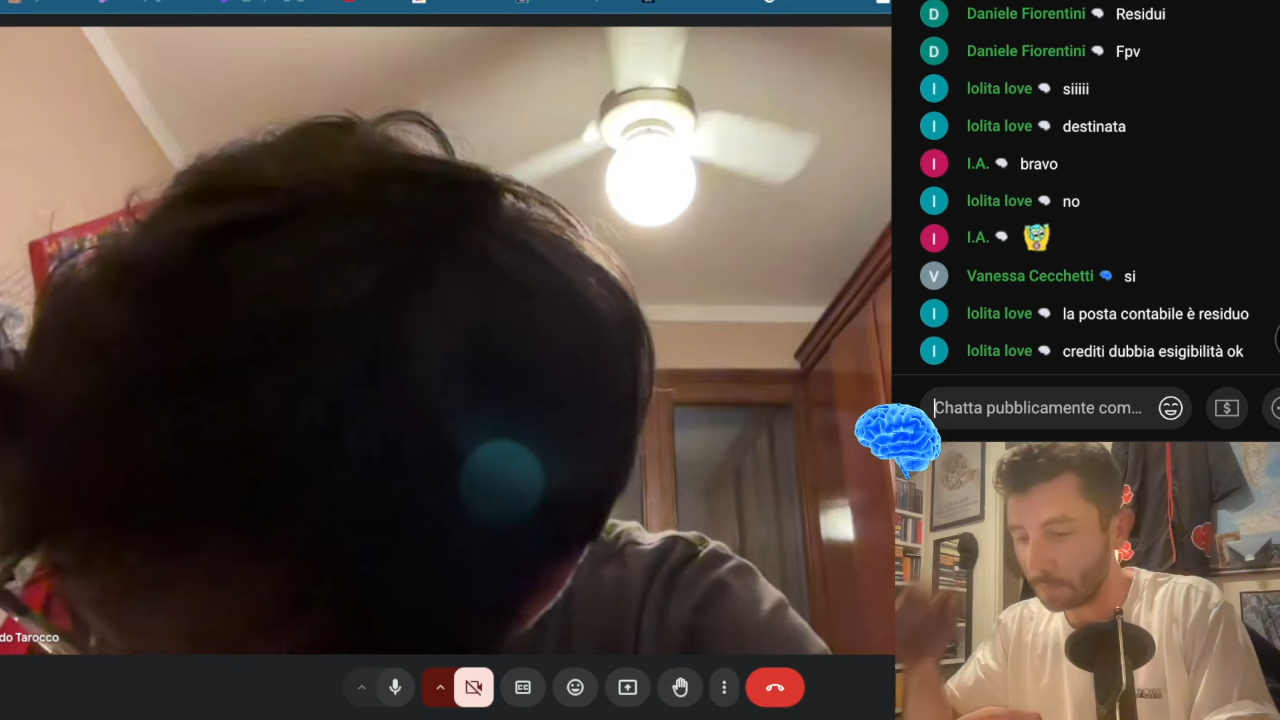 Daniele Fiorentini Residui
Daniele Fiorentini Fpv
lolita love siiiii
lolita love destinata
I.A. bravo
lolita love no
I.A.
Vanessa Cecchetti si
lolita love la posta contabile è residuo
lolita love crediti dubbia esigibilità ok
Chatta pubblicamente com...
do Tarocco